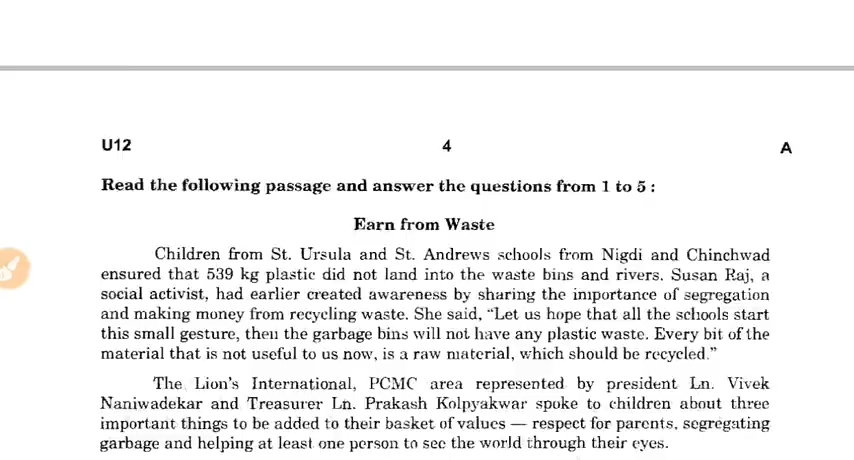 U12 4 A
Read the following passage and answer the questions from 1 to 5 :
Earn from Waste
Children from St. Ursula and St. Andrews schools from Nigdi and Chinchwad
ensured that 539 kg plastic did not land into the waste bins and rivers. Susan Raj, a
social activist, had earlier created awareness by sharing the importance of segregation
and making money from recycling waste. She said, “Let us hope that all the schools start
this small gesture, then the garbage bins will not have any plastic waste. Every bit of the
material that is not useful to us now, is a raw material, which should be recycled.”
The Lion's International, PCMC area represented by president Ln. Vivek
Naniwadekar and Treasurer Ln. Prakash Kolpyakwar spoke to children about three
important things to be added to their basket of values — respect for parents, segregating
garbage and helping at least one person to see the world through their eyes.